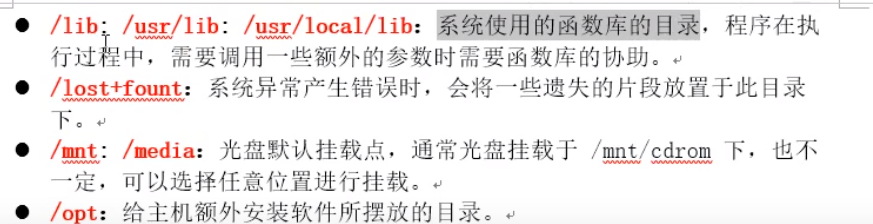 ● /lib: /usr/lib: /usr/local/lib：系统使用的函数库的目录，程序在执
行过程中，需要调用一些额外的参数时需要函数库的协助。
● /lost+fount：系统异常产生错误时，会将一些遗失的片段放置于此目录
下。
● /mnt: /media：光盘默认挂载点，通常光盘挂载于 /mnt/cdrom 下，也不
一定，可以选择任意位置进行挂载。
● /opt：给主机额外安装软件所摆放的目录。